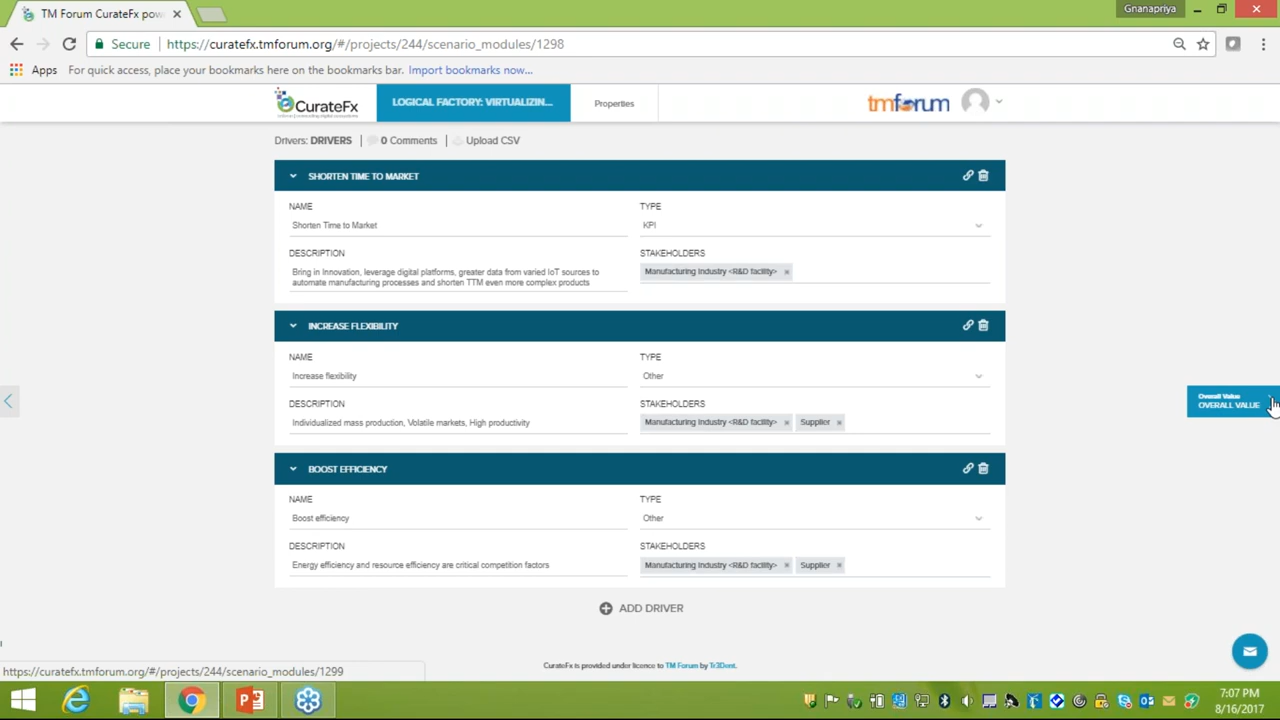 Gnanapriya
TM Forum CurateFx pow
Secure
https://curatefx.tmforum.org/#/projects/244/scenario_modules/1298
Apps For quick access, place your bookmarks here on the bookmarks bar. Import bookmarks now...
CurateFx
LOGICAL FACTORY: VIRTUALIZIN...
Properties
tmforum
Drivers: DRIVERS | 0 Comments | Upload CSV
SHORTEN TIME TO MARKET
NAME
Shorten Time to Market
TYPE
KPI
DESCRIPTION
Bring in Innovation, leverage digital platforms, greater data from varied IoT sources to
automate manufacturing processes and shorten TTM even more complex products
STAKEHOLDERS
Manufacturing Industry <R&D facility> ×
INCREASE FLEXIBILITY
NAME
Increase flexibility
TYPE
Other
DESCRIPTION
Individualized mass production, Volatile markets, High productivity
STAKEHOLDERS
Manufacturing Industry <R&D facility> × Supplier ×
Overall Value
OVERALL VALUE
BOOST EFFICIENCY
NAME
Boost efficiency
TYPE
Other
DESCRIPTION
Energy efficiency and resource efficiency are critical competition factors
STAKEHOLDERS
Manufacturing Industry <R&D facility> × Supplier ×
ADD DRIVER
CurateFx is provided under licence to TM Forum by Tr3Dent.
https://curatefx.tmforum.org/#/projects/244/scenario_modules/1299
7:07 PM
8/16/2017